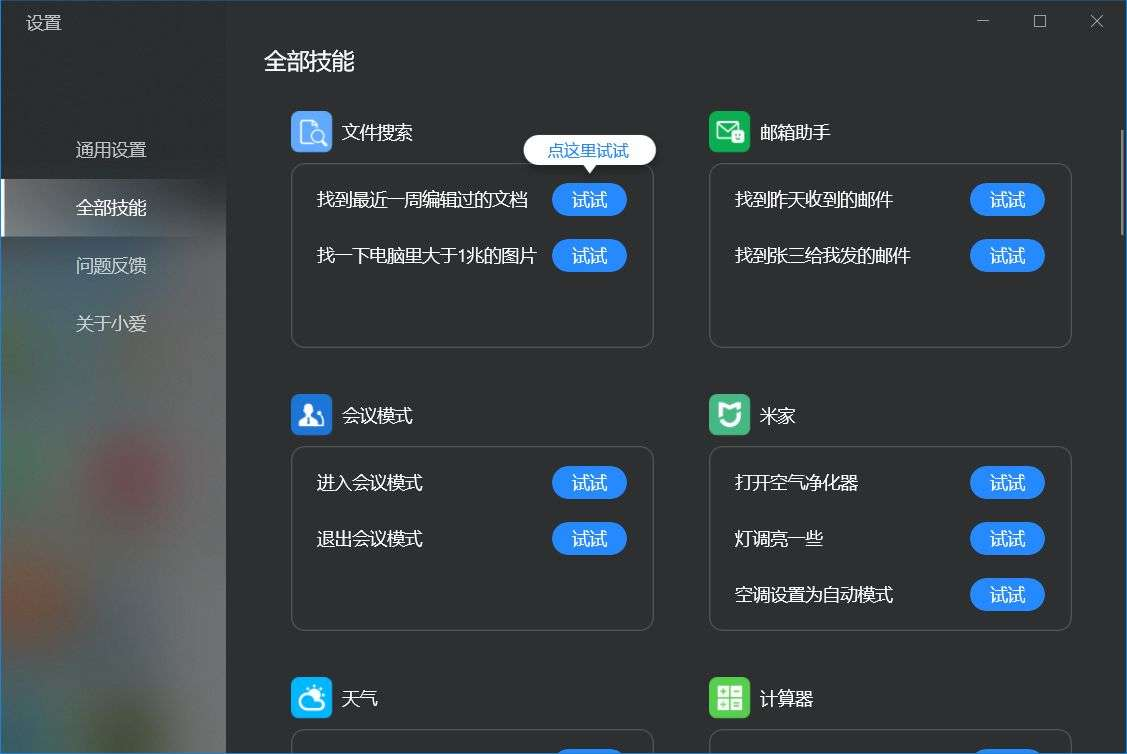 设置
通用设置
全部技能
问题反馈
关于小爱
全部技能
文件搜索
点这里试试
找到最近一周编辑过的文档 试试
找一下电脑里大于1兆的图片 试试
邮箱助手
找到昨天收到的邮件 试试
找到张三给我发的邮件 试试
会议模式
进入会议模式 试试
退出会议模式 试试
米家
打开空气净化器 试试
灯调亮一些 试试
空调设置为自动模式 试试
天气
计算器